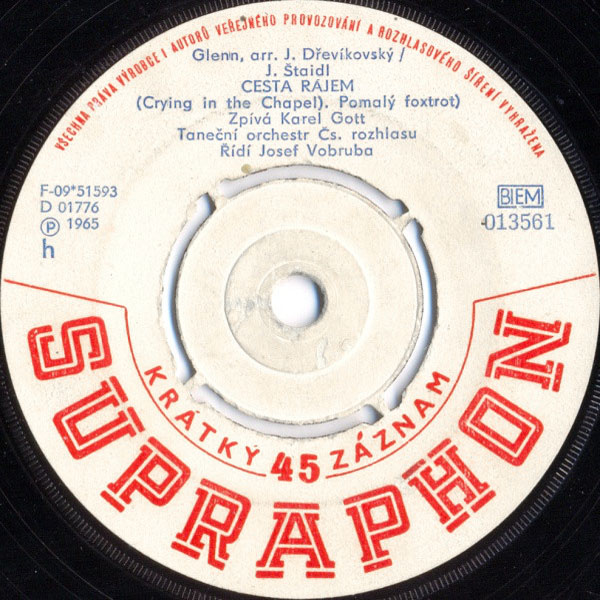 VŠECHNA PRÁVA VÝROBCE I AUTORŮ VEŘEJNÉHO PROVOZOVÁNÍ A ROZHLASOVÉHO ŠÍŘENÍ VYHRAŽENA
Glenn, arr. J. Dřevíkovský /
J. Štaidl
CESTA RÁJEM
(Crying in the Chapel). Pomalý foxtrot)
Zpívá Karel Gott
Taneční orchestr Čs. rozhlasu
Řídí Josef Vobruba
F-09*51593
D 01776
Ⓟ 1965
h
BIEM
013561
KRÁTKÝ 45 ZÁZNAM
SUPRAPHON